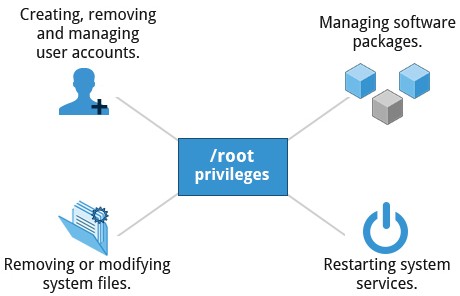 Creating, removing
and managing
user accounts.
Managing software
packages.
/root
privileges
Removing or modifying
system files.
Restarting system
services.